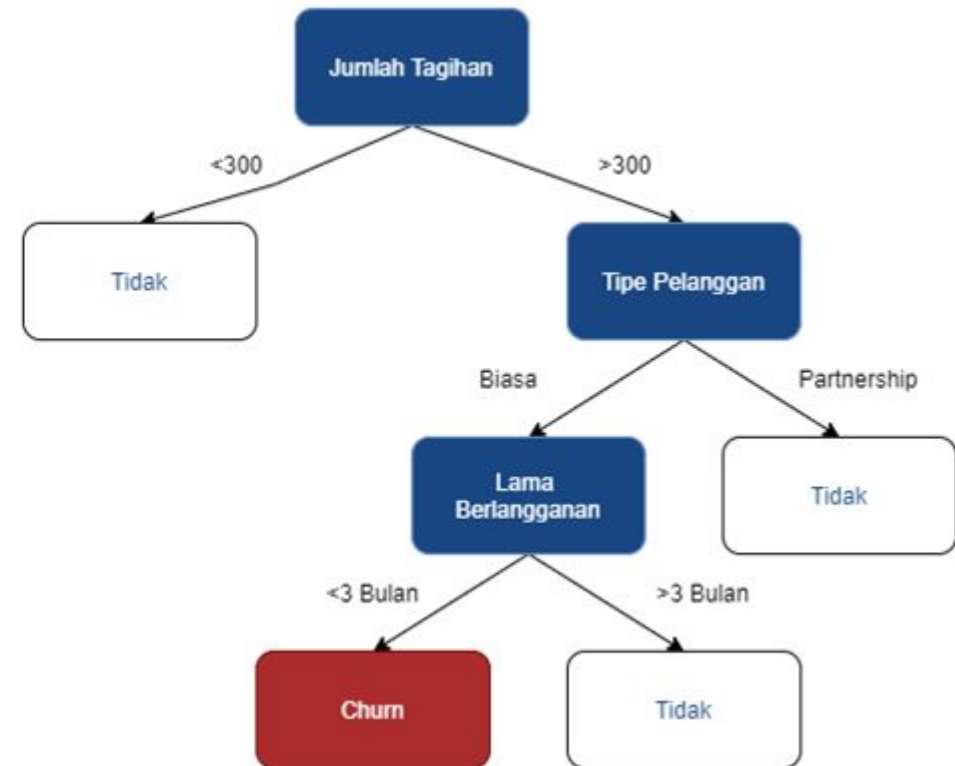 Jumlah Tagihan
<300
>300
Tidak
Tipe Pelanggan
Biasa
Partnership
Lama
Berlangganan
Tidak
<3 Bulan
>3 Bulan
Churn
Tidak